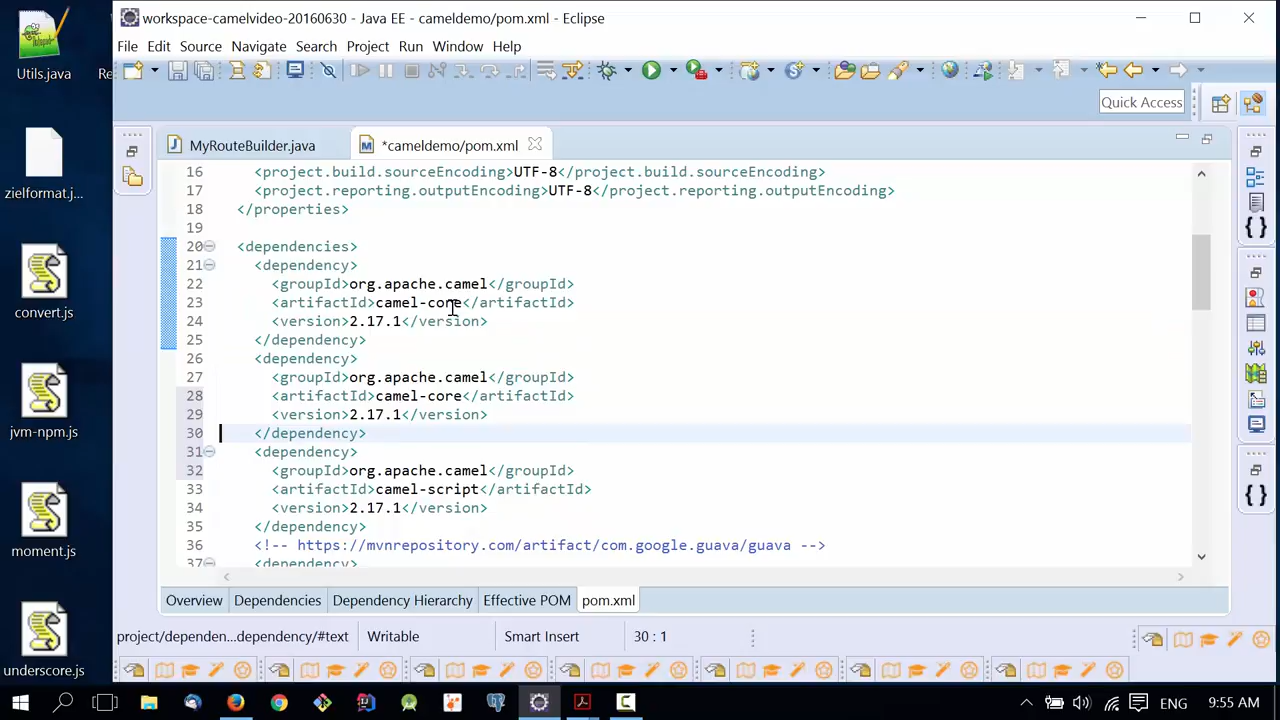 workspace-camelvideo-20160630 - Java EE - cameldemo/pom.xml - Eclipse
File Edit Source Navigate Search Project Run Window Help
Quick Access
MyRouteBuilder.java
*cameldemo/pom.xml
16 <project.build.sourceEncoding>UTF-8</project.build.sourceEncoding>
17 <project.reporting.outputEncoding>UTF-8</project.reporting.outputEncoding>
18 </properties>
19
20 <dependencies>
21 <dependency>
22 <groupId>org.apache.camel</groupId>
23 <artifactId>camel-core</artifactId>
24 <version>2.17.1</version>
25 </dependency>
26 <dependency>
27 <groupId>org.apache.camel</groupId>
28 <artifactId>camel-core</artifactId>
29 <version>2.17.1</version>
30 </dependency>
31 <dependency>
32 <groupId>org.apache.camel</groupId>
33 <artifactId>camel-script</artifactId>
34 <version>2.17.1</version>
35 </dependency>
36 <!-- https://mvnrepository.com/artifact/com.google.guava/guava -->
37 <dependency>
Overview Dependencies Dependency Hierarchy Effective POM pom.xml
project/dependen...dependency/#text Writable Smart Insert 30 : 1
Utils.java
Re
zielformat.j...
convert.js
jvm-npm.js
moment.js
underscore.js
ENG 9:55 AM